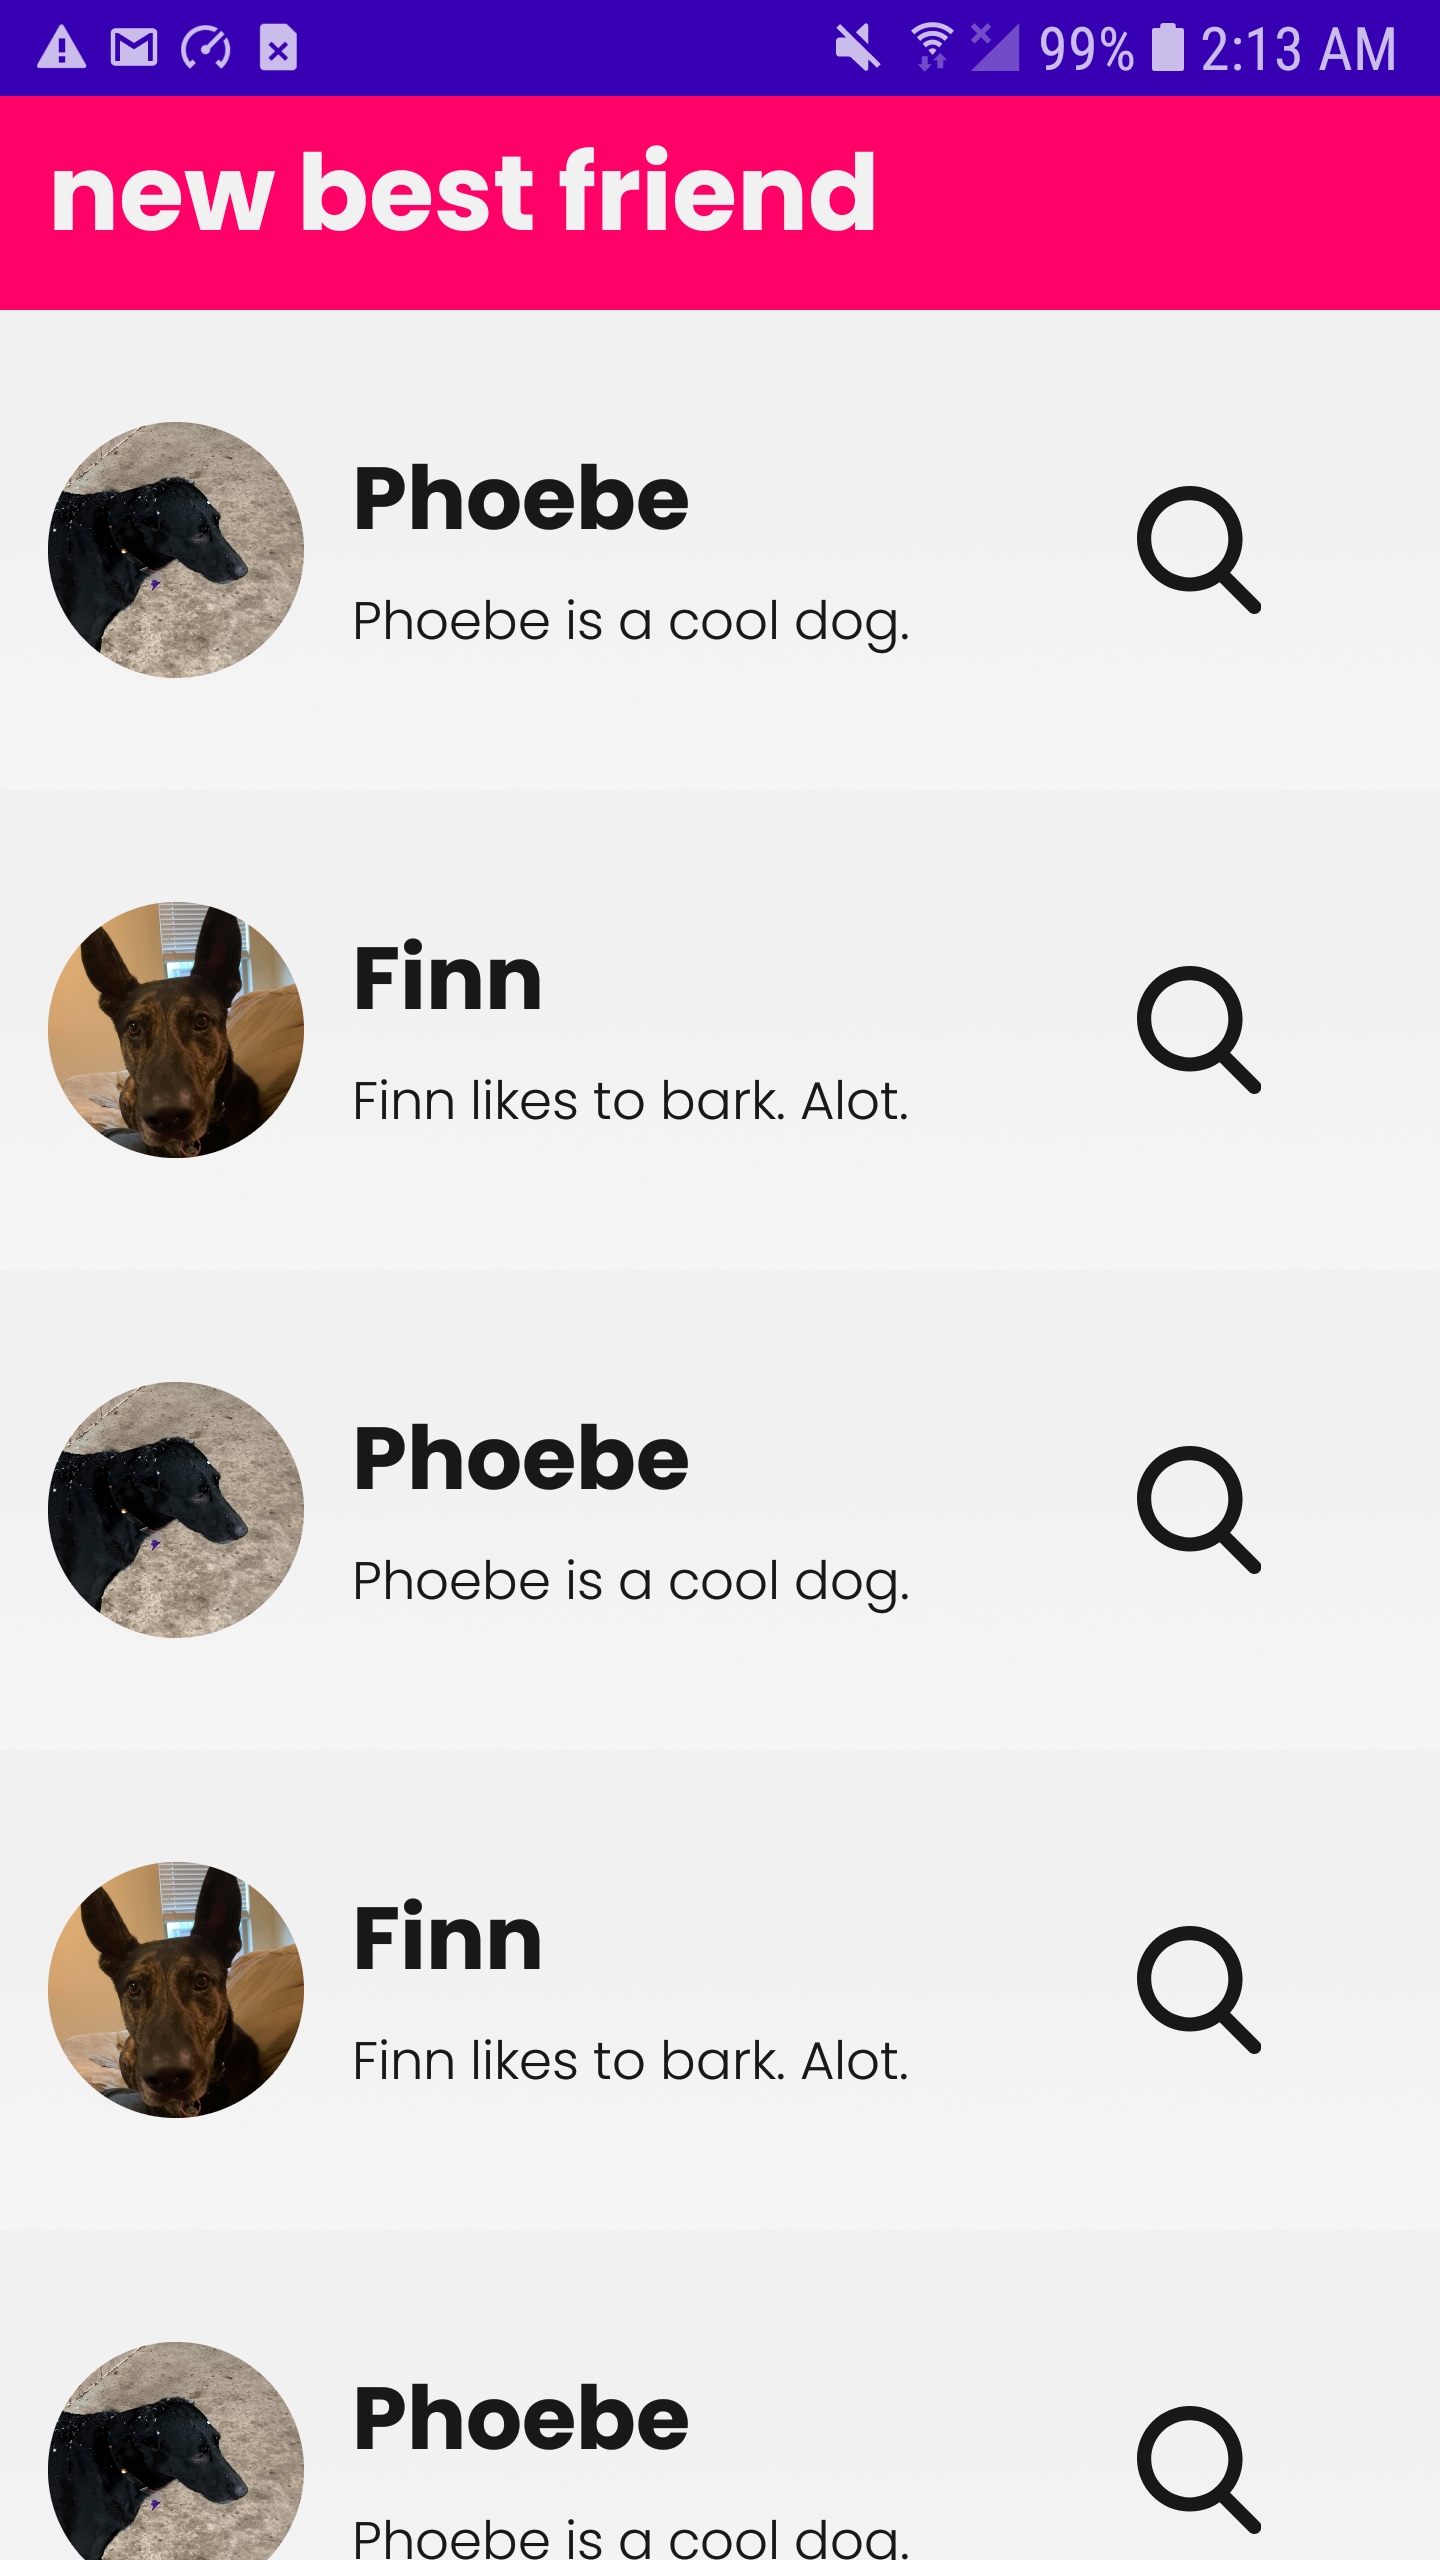 99% 2:13 AM
new best friend
Phoebe
Phoebe is a cool dog.
Finn
Finn likes to bark. Alot.
Phoebe
Phoebe is a cool dog.
Finn
Finn likes to bark. Alot.
Phoebe
Phoebe is a cool dog.